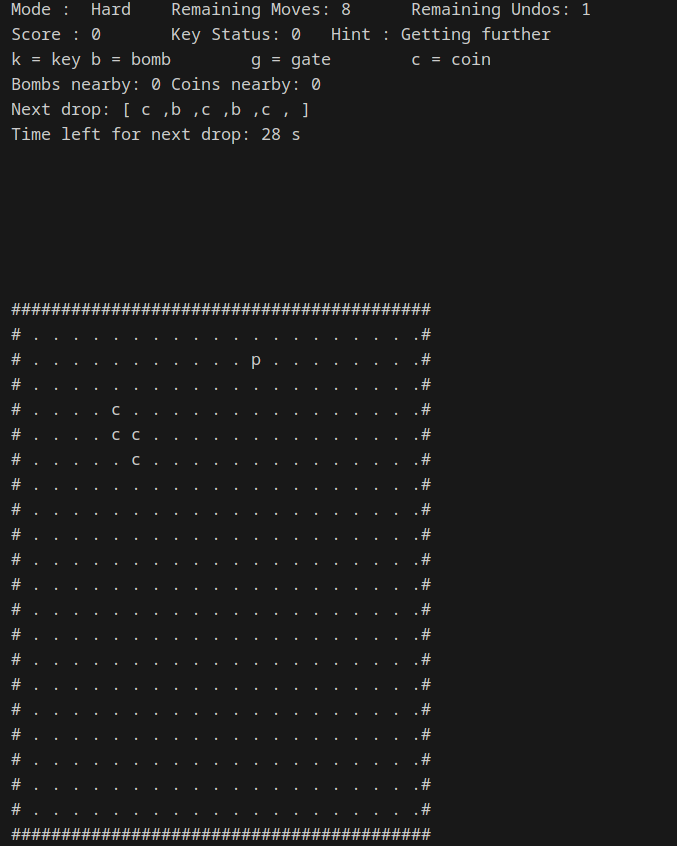 Mode :  Hard    Remaining Moves: 8      Remaining Undos: 1
Score : 0       Key Status: 0   Hint : Getting further
k = key b = bomb        g = gate        c = coin
Bombs nearby: 0 Coins nearby: 0
Next drop: [ c ,b ,c ,b ,c , ]
Time left for next drop: 28 s
##########################################
# . . . . . . . . . . . . . . . . . . . .#
# . . . . . . . . . . . p . . . . . . . .#
# . . . . . . . . . . . . . . . . . . . .#
# . . . . c . . . . . . . . . . . . . . .#
# . . . . c c . . . . . . . . . . . . . .#
# . . . . . c . . . . . . . . . . . . . .#
# . . . . . . . . . . . . . . . . . . . .#
# . . . . . . . . . . . . . . . . . . . .#
# . . . . . . . . . . . . . . . . . . . .#
# . . . . . . . . . . . . . . . . . . . .#
# . . . . . . . . . . . . . . . . . . . .#
# . . . . . . . . . . . . . . . . . . . .#
# . . . . . . . . . . . . . . . . . . . .#
# . . . . . . . . . . . . . . . . . . . .#
# . . . . . . . . . . . . . . . . . . . .#
# . . . . . . . . . . . . . . . . . . . .#
# . . . . . . . . . . . . . . . . . . . .#
# . . . . . . . . . . . . . . . . . . . .#
# . . . . . . . . . . . . . . . . . . . .#
# . . . . . . . . . . . . . . . . . . . .#
##########################################